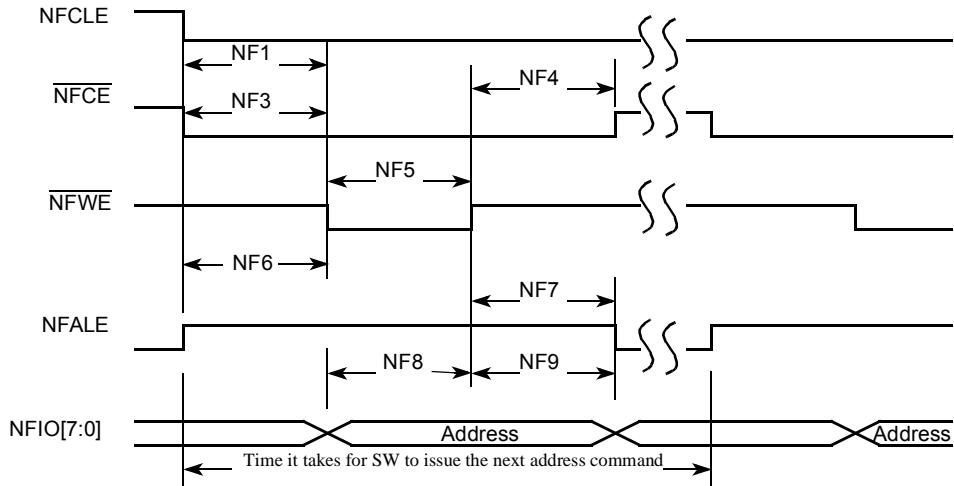 NFCLE
NF1
NF4
NFCE
NF3
NF5
NFWE
NF6
NF7
NFALE
NF8
NF9
NFIO[7:0]
Address
Address
Time it takes for SW to issue the next address command